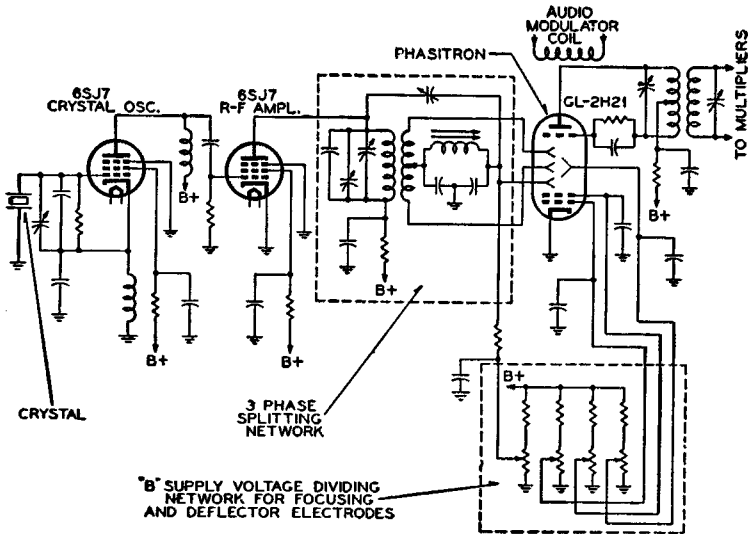 AUDIO
MODULATOR
COIL
PHASITRON
GL-2H21
TO MULTIPLIERS
6SJ7
CRYSTAL OSC.
6SJ7
R-F AMPL.
B+
B+
B+
B+
B+
CRYSTAL
3 PHASE
SPLITTING
NETWORK
B+
"B" SUPPLY VOLTAGE DIVIDING
NETWORK FOR FOCUSING
AND DEFLECTOR ELECTRODES